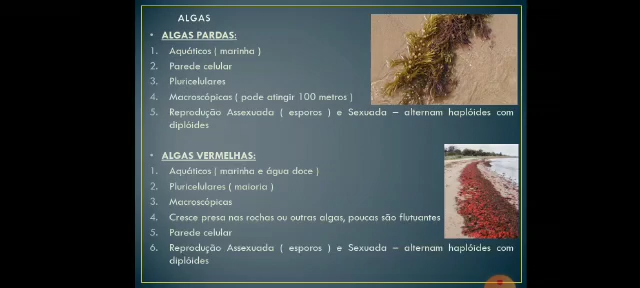 ALGAS
• ALGAS PARDAS:
1. Aquáticos ( marinha )
2. Parede celular
3. Pluricelulares
4. Macroscópicas ( pode atingir 100 metros )
5. Reprodução Assexuada ( esporos ) e Sexuada – alternam haplóides com
diplóides
• ALGAS VERMELHAS:
1. Aquáticos ( marinha e água doce )
2. Pluricelulares ( maioria )
3. Macroscópicas
4. Cresce presa nas rochas ou outras algas, poucas são flutuantes
5. Parede celular
6. Reprodução Assexuada ( esporos ) e Sexuada – alternam haplóides com
diplóides